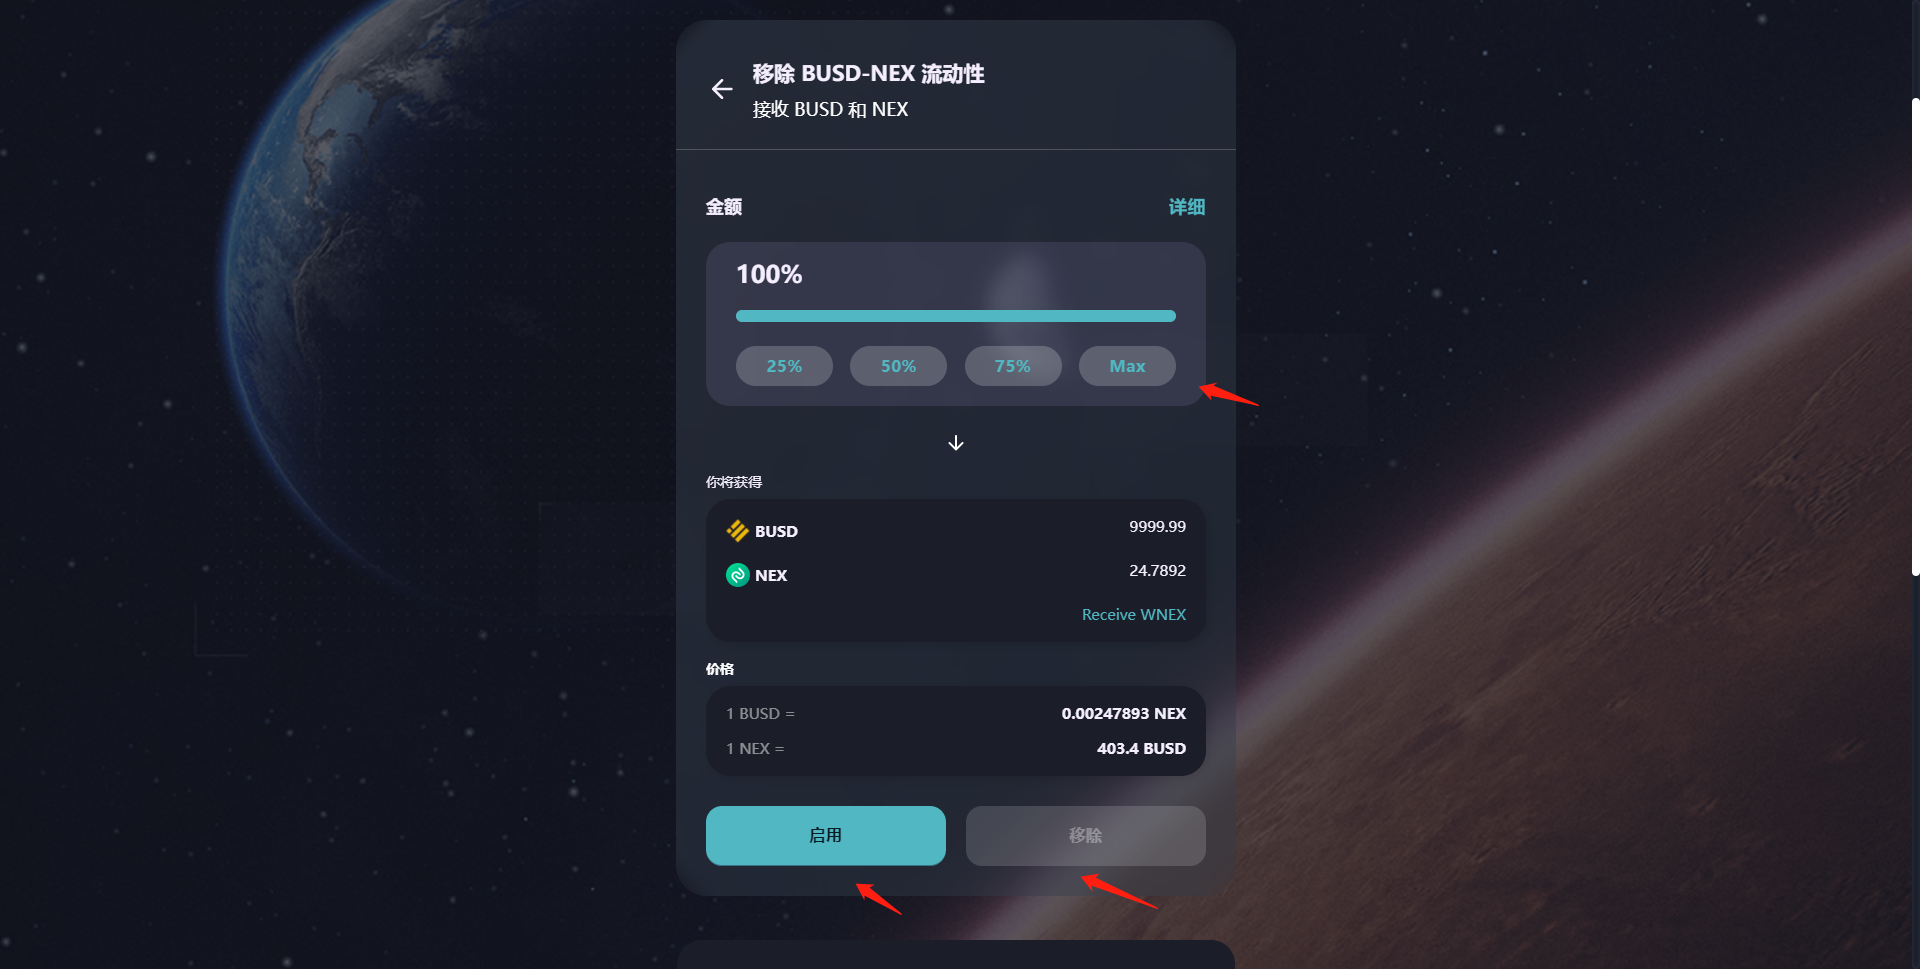 移除 BUSD-NEX 流动性
接收 BUSD 和 NEX
金额 详细
100%
25% 50% 75% Max
你将获得
BUSD 9999.99
NEX 24.7892
Receive WNEX
价格
1 BUSD = 0.00247893 NEX
1 NEX = 403.4 BUSD
启用 移除